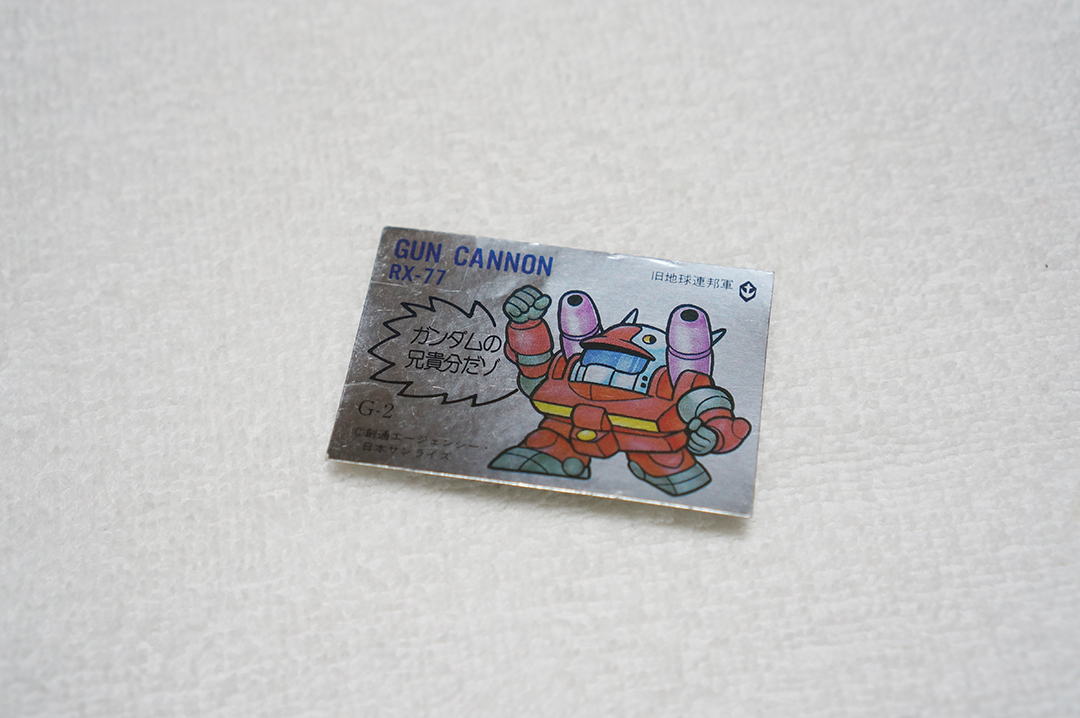 GUN CANNON
RX-77
旧地球連邦軍
ガンダムの
兄貴分だゾ
G-2
©創通エージェンシー・
日本サンライズ